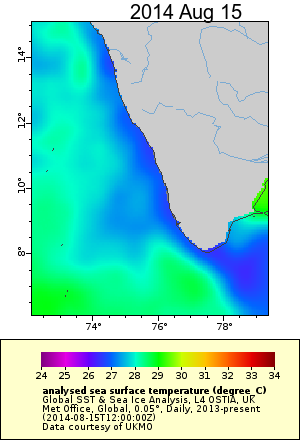 2014 Aug 15
14°
12°
10°
8°
74°
76°
78°
24 25 26 27 28 29 30 31 32 33 34
analysed sea surface temperature (degree_C)
Global SST & Sea Ice Analysis, L4 OSTIA, UK
Met Office, Global, 0.05°, Daily, 2013-present
(2014-08-15T12:00:00Z)
Data courtesy of UKMO